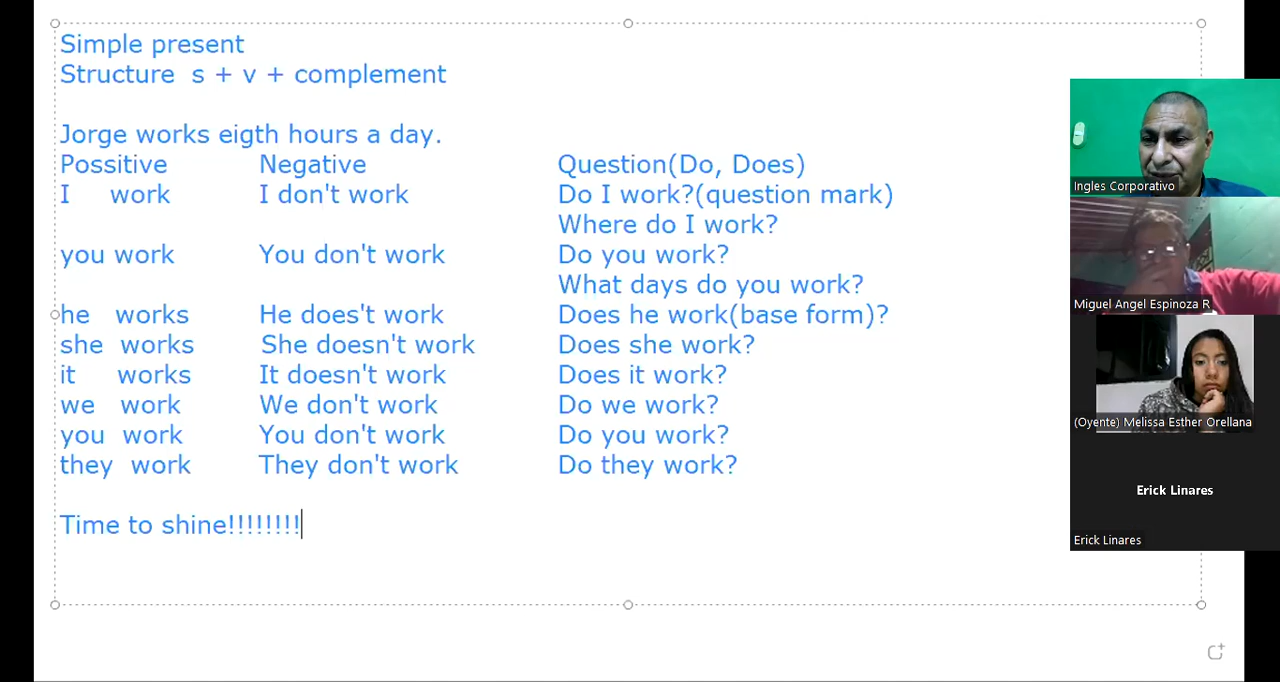 Simple present
Structure s + v + complement
Jorge works eigth hours a day.
Possitive Negative Question(Do, Does)
I work I don't work Do I work?(question mark)
Where do I work?
you work You don't work Do you work?
What days do you work?
he works He does't work Does he work(base form)?
she works She doesn't work Does she work?
it works It doesn't work Does it work?
we work We don't work Do we work?
you work You don't work Do you work?
they work They don't work Do they work?
Time to shine!!!!!!!!
Ingles Corporativo
Miguel Angel Espinoza R
(Oyente) Melissa Esther Orellana
Erick Linares
Erick Linares